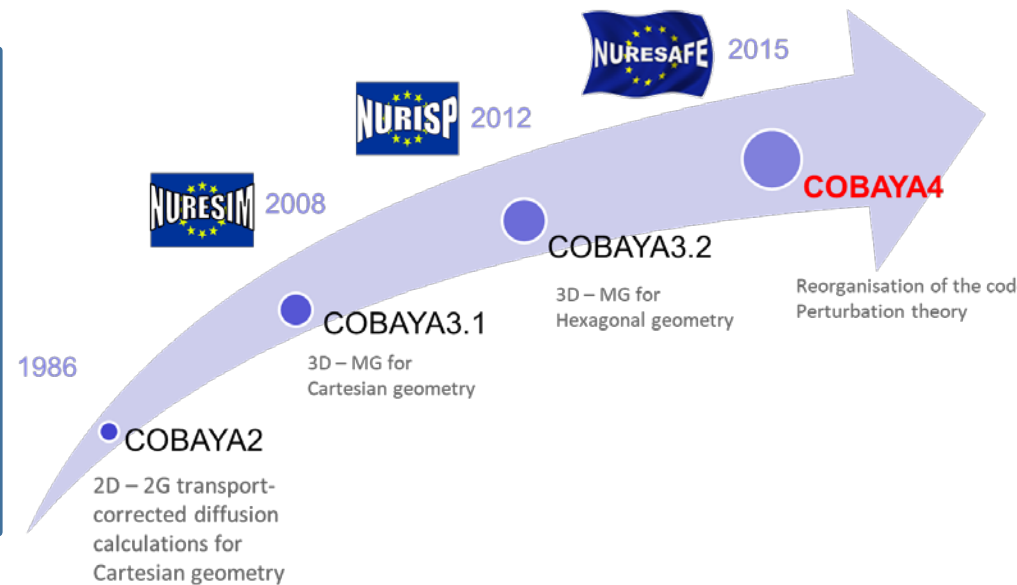 1986
COBAYA2
2D – 2G transport-
corrected diffusion
calculations for
Cartesian geometry
NURESIM
2008
COBAYA3.1
3D – MG for
Cartesian geometry
NURISP
2012
COBAYA3.2
3D – MG for
Hexagonal geometry
NURESAFE
2015
COBAYA4
Reorganisation of the cod
Perturbation theory